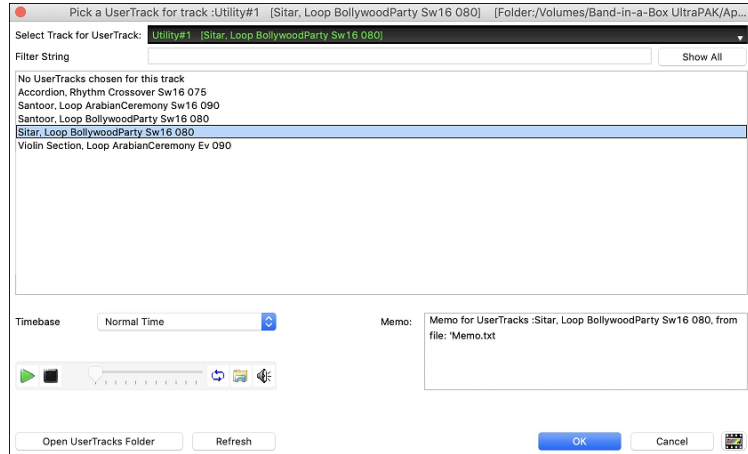 Pick a UserTrack for track :Utility#1 [Sitar, Loop BollywoodParty Sw16 080] [Folder:/Volumes/Band-in-a-Box UltraPAK/Ap...
Select Track for UserTrack: Utility#1 [Sitar, Loop BollywoodParty Sw16 080]
Filter String Show All
No UserTracks chosen for this track
Accordion, Rhythm Crossover Sw16 075
Santoor, Loop ArabianCeremony Sw16 090
Santoor, Loop BollywoodParty Sw16 080
Sitar, Loop BollywoodParty Sw16 080
Violin Section, Loop ArabianCeremony Ev 090
Timebase Normal Time Memo: Memo for UserTracks :Sitar, Loop BollywoodParty Sw16 080, from
file: 'Memo.txt
Open UserTracks Folder Refresh OK Cancel